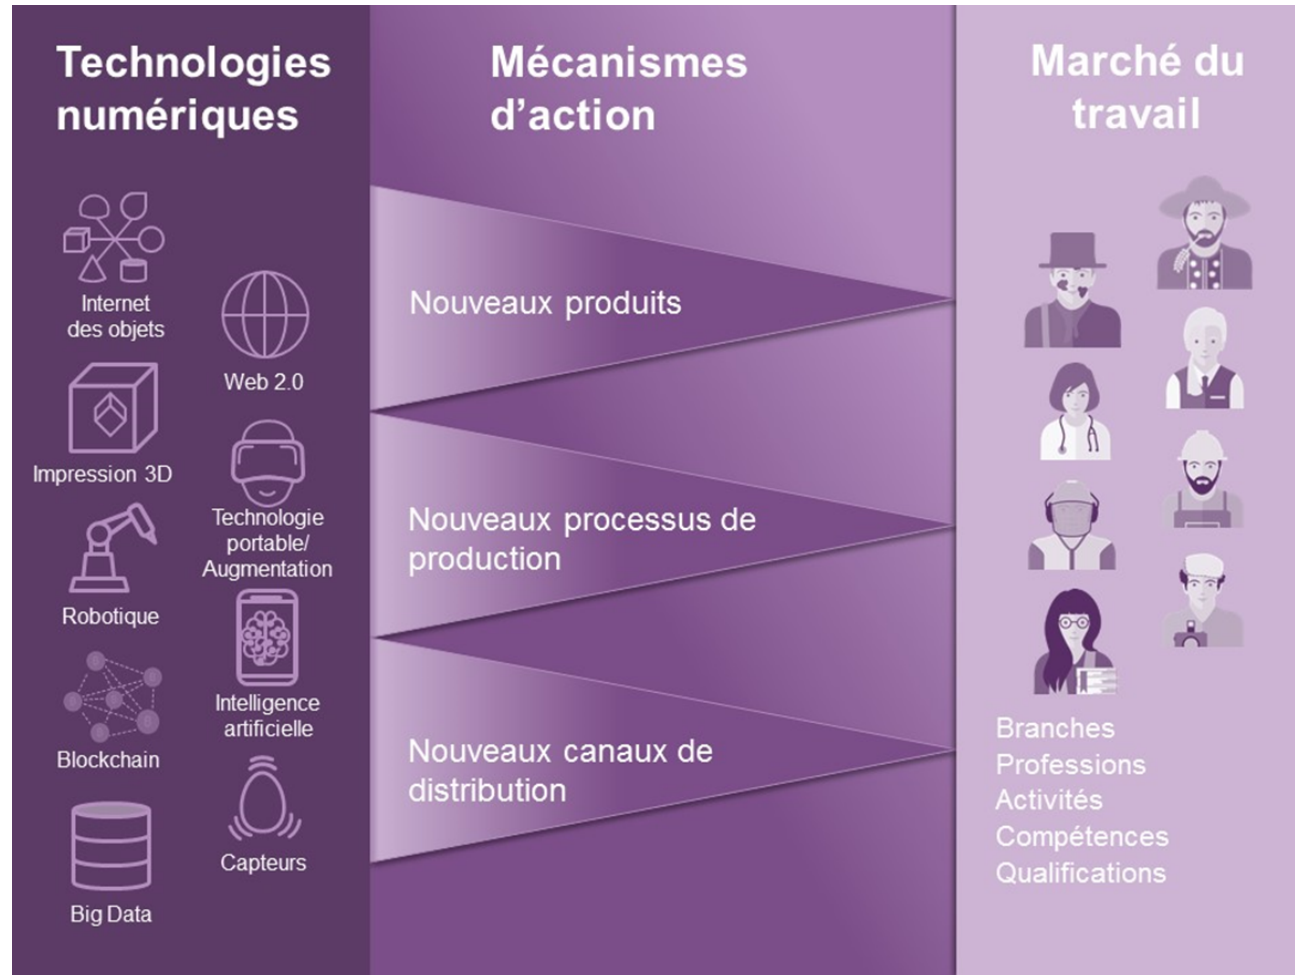 Technologies
numériques
Internet
des objets
Web 2.0
Impression 3D
Technologie
portable/
Augmentation
Robotique
Intelligence
artificielle
Blockchain
Capteurs
Big Data
Mécanismes
d’action
Nouveaux produits
Nouveaux processus de
production
Nouveaux canaux de
distribution
Marché du
travail
Branches
Professions
Activités
Compétences
Qualifications